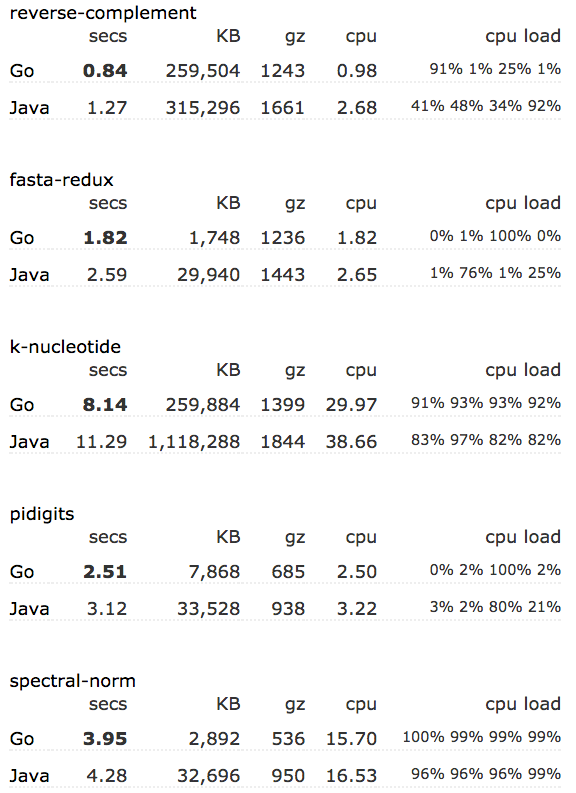 reverse-complement
secs KB gz cpu cpu load
Go 0.84 259,504 1243 0.98 91% 1% 25% 1%
Java 1.27 315,296 1661 2.68 41% 48% 34% 92%
fasta-redux
secs KB gz cpu cpu load
Go 1.82 1,748 1236 1.82 0% 1% 100% 0%
Java 2.59 29,940 1443 2.65 1% 76% 1% 25%
k-nucleotide
secs KB gz cpu cpu load
Go 8.14 259,884 1399 29.97 91% 93% 93% 92%
Java 11.29 1,118,288 1844 38.66 83% 97% 82% 82%
pidigits
secs KB gz cpu cpu load
Go 2.51 7,868 685 2.50 0% 2% 100% 2%
Java 3.12 33,528 938 3.22 3% 2% 80% 21%
spectral-norm
secs KB gz cpu cpu load
Go 3.95 2,892 536 15.70 100% 99% 99% 99%
Java 4.28 32,696 950 16.53 96% 96% 96% 99%